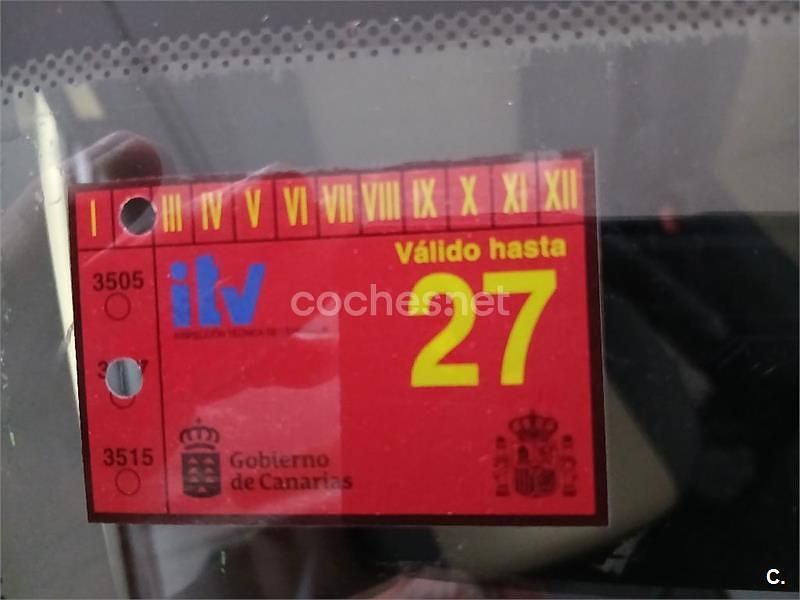 I III IV V VI VII VIII IX X XI XII
Válido hasta
27
3505
itv
coches.net
3515
Gobierno
de Canarias
C.